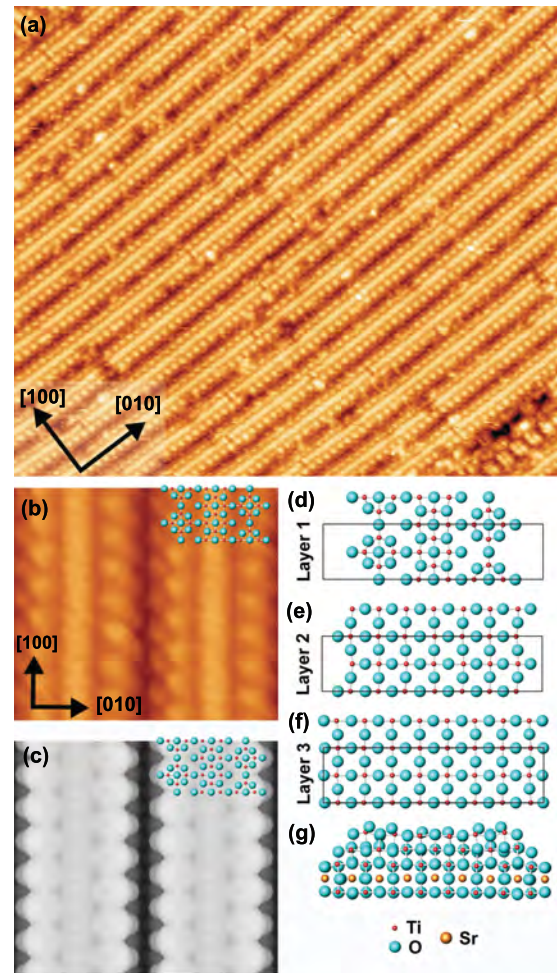 (a)
[100]
[010]
(b)
[100]
[010]
(c)
(d)
Layer 1
(e)
Layer 2
(f)
Layer 3
(g)
Ti
O
Sr